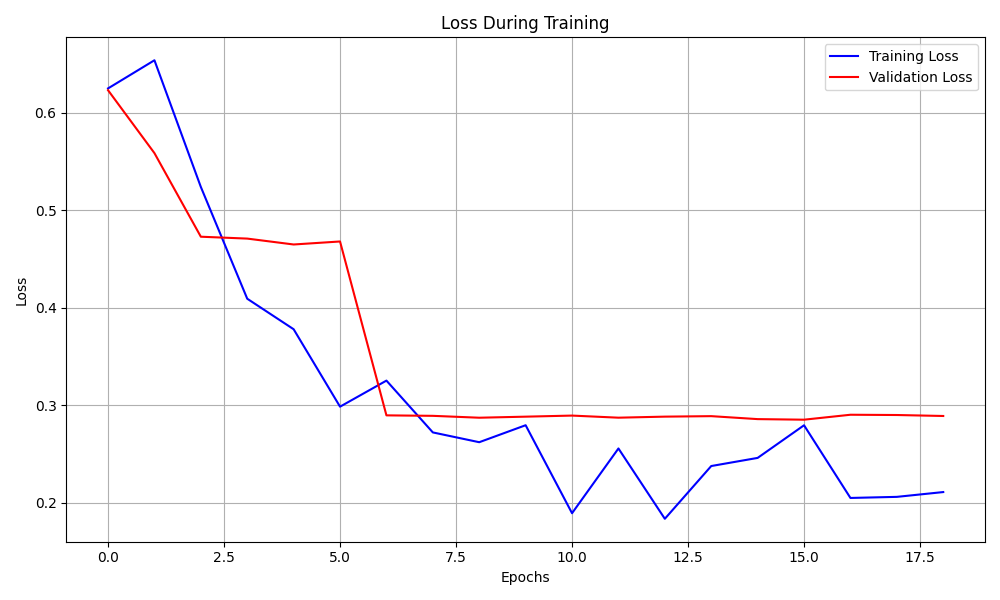 Loss During Training
Training Loss
Validation Loss
0.6
0.5
0.4
0.3
0.2
Loss
0.0
2.5
5.0
7.5
10.0
12.5
15.0
17.5
Epochs